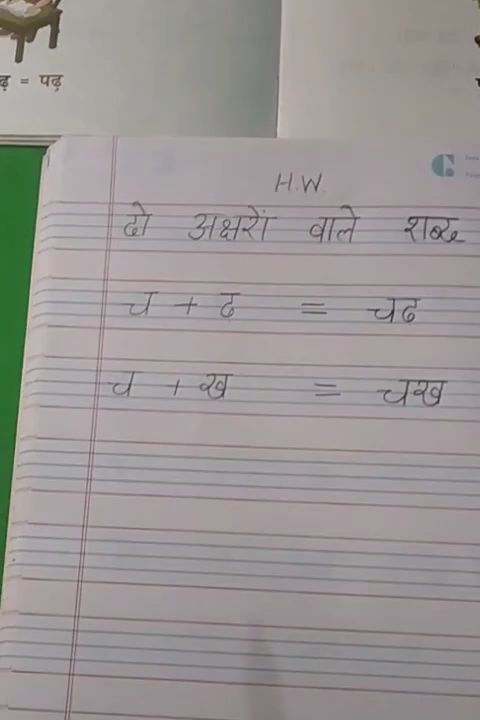 ढ़ = पढ़
H.W.
दो अक्षरों वाले शब्द
च + ढ = चढ
च + ख = चख